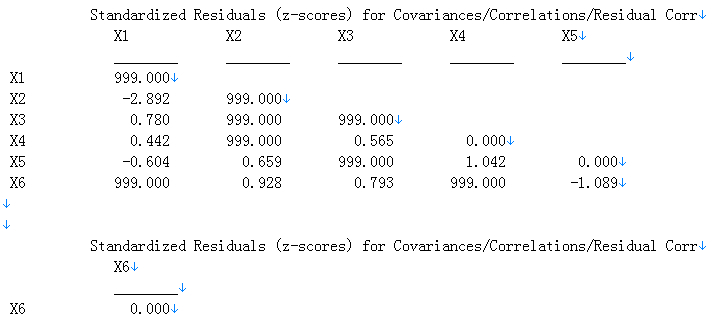 Standardized Residuals (z-scores) for Covariances/Correlations/Residual Corr↓
X1 X2 X3 X4 X5↓
________ ________ ________ ________ ________↓
X1 999.000↓
X2 -2.892 999.000↓
X3 0.780 999.000 999.000↓
X4 0.442 999.000 0.565 0.000↓
X5 -0.604 0.659 999.000 1.042 0.000↓
X6 999.000 0.928 0.793 999.000 -1.089↓
↓
↓
Standardized Residuals (z-scores) for Covariances/Correlations/Residual Corr↓
X6↓
________↓
X6 0.000↓